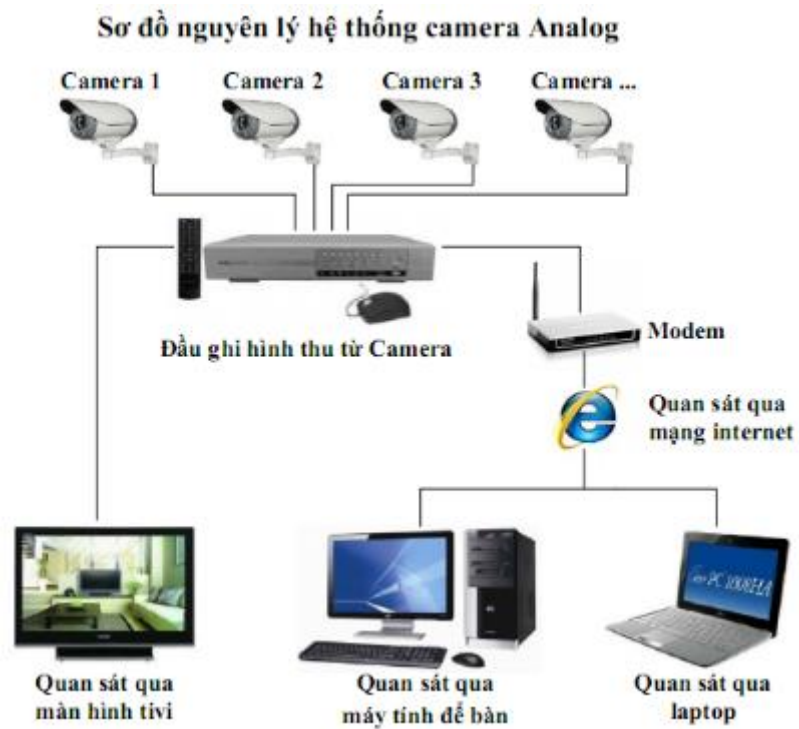 Sơ đồ nguyên lý hệ thống camera Analog
Camera 1
Camera 2
Camera 3
Camera ...
Đầu ghi hình thu từ Camera
Modem
Quan sát qua
mạng internet
Quan sát qua
màn hình tivi
Quan sát qua
máy tính để bàn
Quan sát qua
laptop